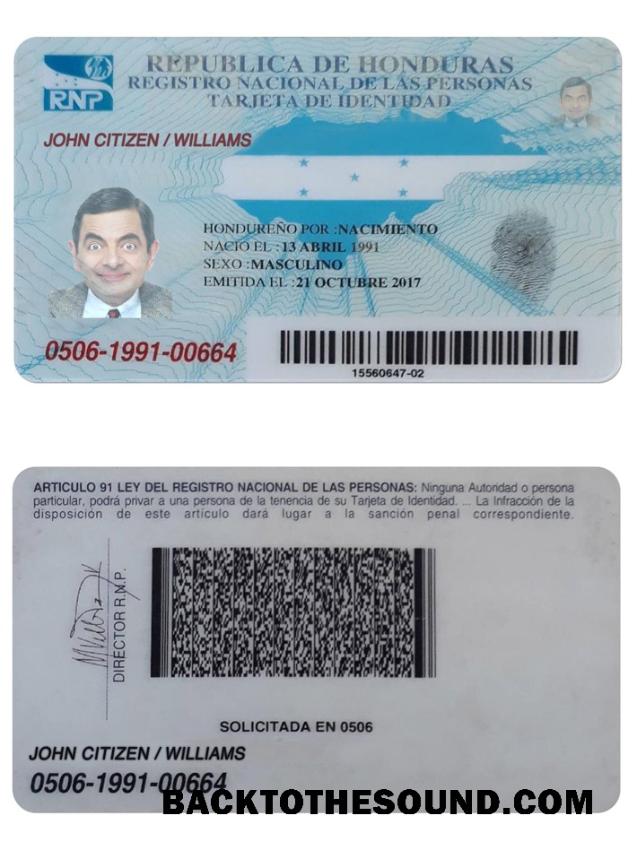 REPUBLICA DE HONDURAS
REGISTRO NACIONAL DE LAS PERSONAS
TARJETA DE IDENTIDAD
RNP
JOHN CITIZEN / WILLIAMS
HONDUREÑO POR :NACIMIENTO
NACIO EL :13 ABRIL 1991
SEXO :MASCULINO
EMITIDA EL :21 OCTUBRE 2017
0506-1991-00664
15560647-02
ARTICULO 91 LEY DEL REGISTRO NACIONAL DE LAS PERSONAS: Ninguna Autoridad o persona
particular, podrá privar a una persona de la tenencia de su Tarjeta de Identidad. ... La Infracción de la
disposición de este artículo dará lugar a la sanción penal correspondiente.
DIRECTOR R.N.P.
SOLICITADA EN 0506
JOHN CITIZEN / WILLIAMS
0506-1991-00664
BACKTOTHESOUND.COM